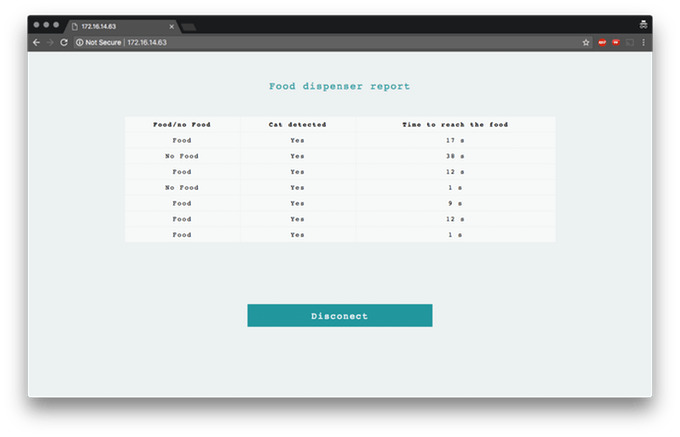 172.16.14.63
Not Secure | 172.16.14.63
Food dispenser report
Food/no Food Cat detected Time to reach the food
Food Yes 17 s
No Food Yes 38 s
Food Yes 12 s
No Food Yes 1 s
Food Yes 9 s
Food Yes 12 s
Food Yes 1 s
Disconect